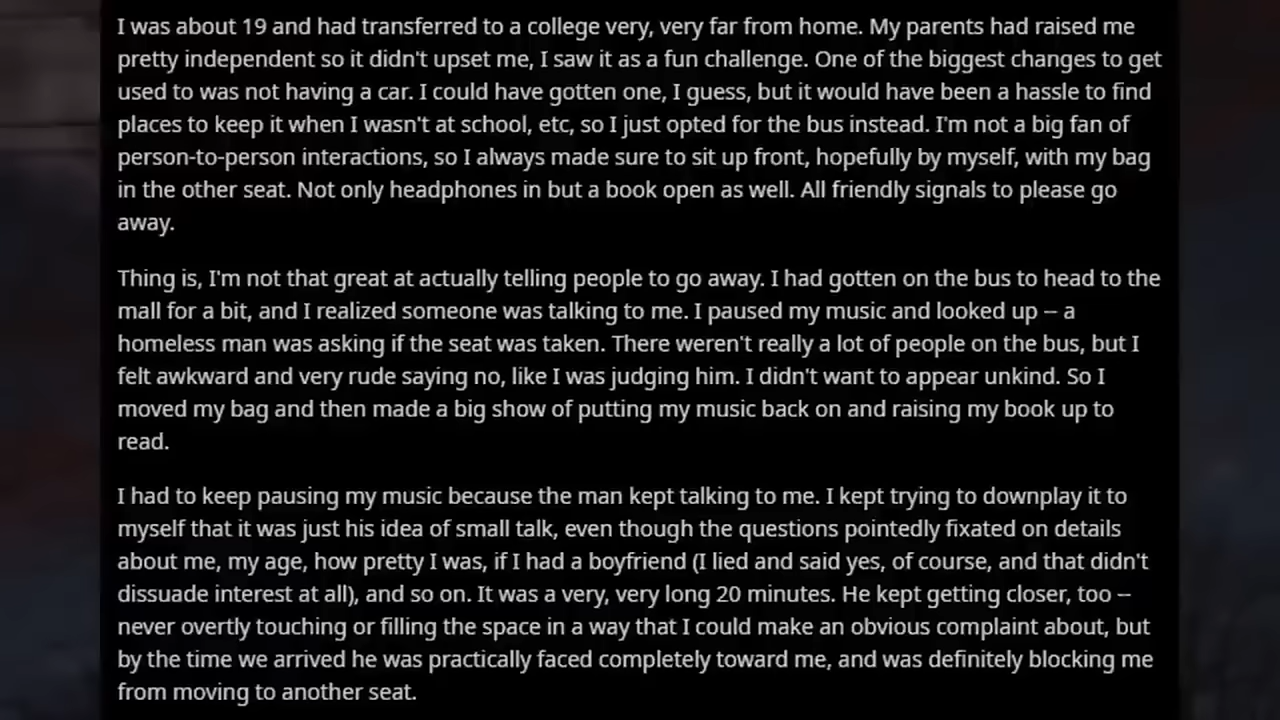 I was about 19 and had transferred to a college very, very far from home. My parents had raised me
pretty independent so it didn't upset me, I saw it as a fun challenge. One of the biggest changes to get
used to was not having a car. I could have gotten one, I guess, but it would have been a hassle to find
places to keep it when I wasn't at school, etc, so I just opted for the bus instead. I'm not a big fan of
person-to-person interactions, so I always made sure to sit up front, hopefully by myself, with my bag
in the other seat. Not only headphones in but a book open as well. All friendly signals to please go
away.
Thing is, I'm not that great at actually telling people to go away. I had gotten on the bus to head to the
mall for a bit, and I realized someone was talking to me. I paused my music and looked up -- a
homeless man was asking if the seat was taken. There weren't really a lot of people on the bus, but I
felt awkward and very rude saying no, like I was judging him. I didn't want to appear unkind. So I
moved my bag and then made a big show of putting my music back on and raising my book up to
read.
I had to keep pausing my music because the man kept talking to me. I kept trying to downplay it to
myself that it was just his idea of small talk, even though the questions pointedly fixated on details
about me, my age, how pretty I was, if I had a boyfriend (I lied and said yes, of course, and that didn't
dissuade interest at all), and so on. It was a very, very long 20 minutes. He kept getting closer, too --
never overtly touching or filling the space in a way that I could make an obvious complaint about, but
by the time we arrived he was practically faced completely toward me, and was definitely blocking me
from moving to another seat.